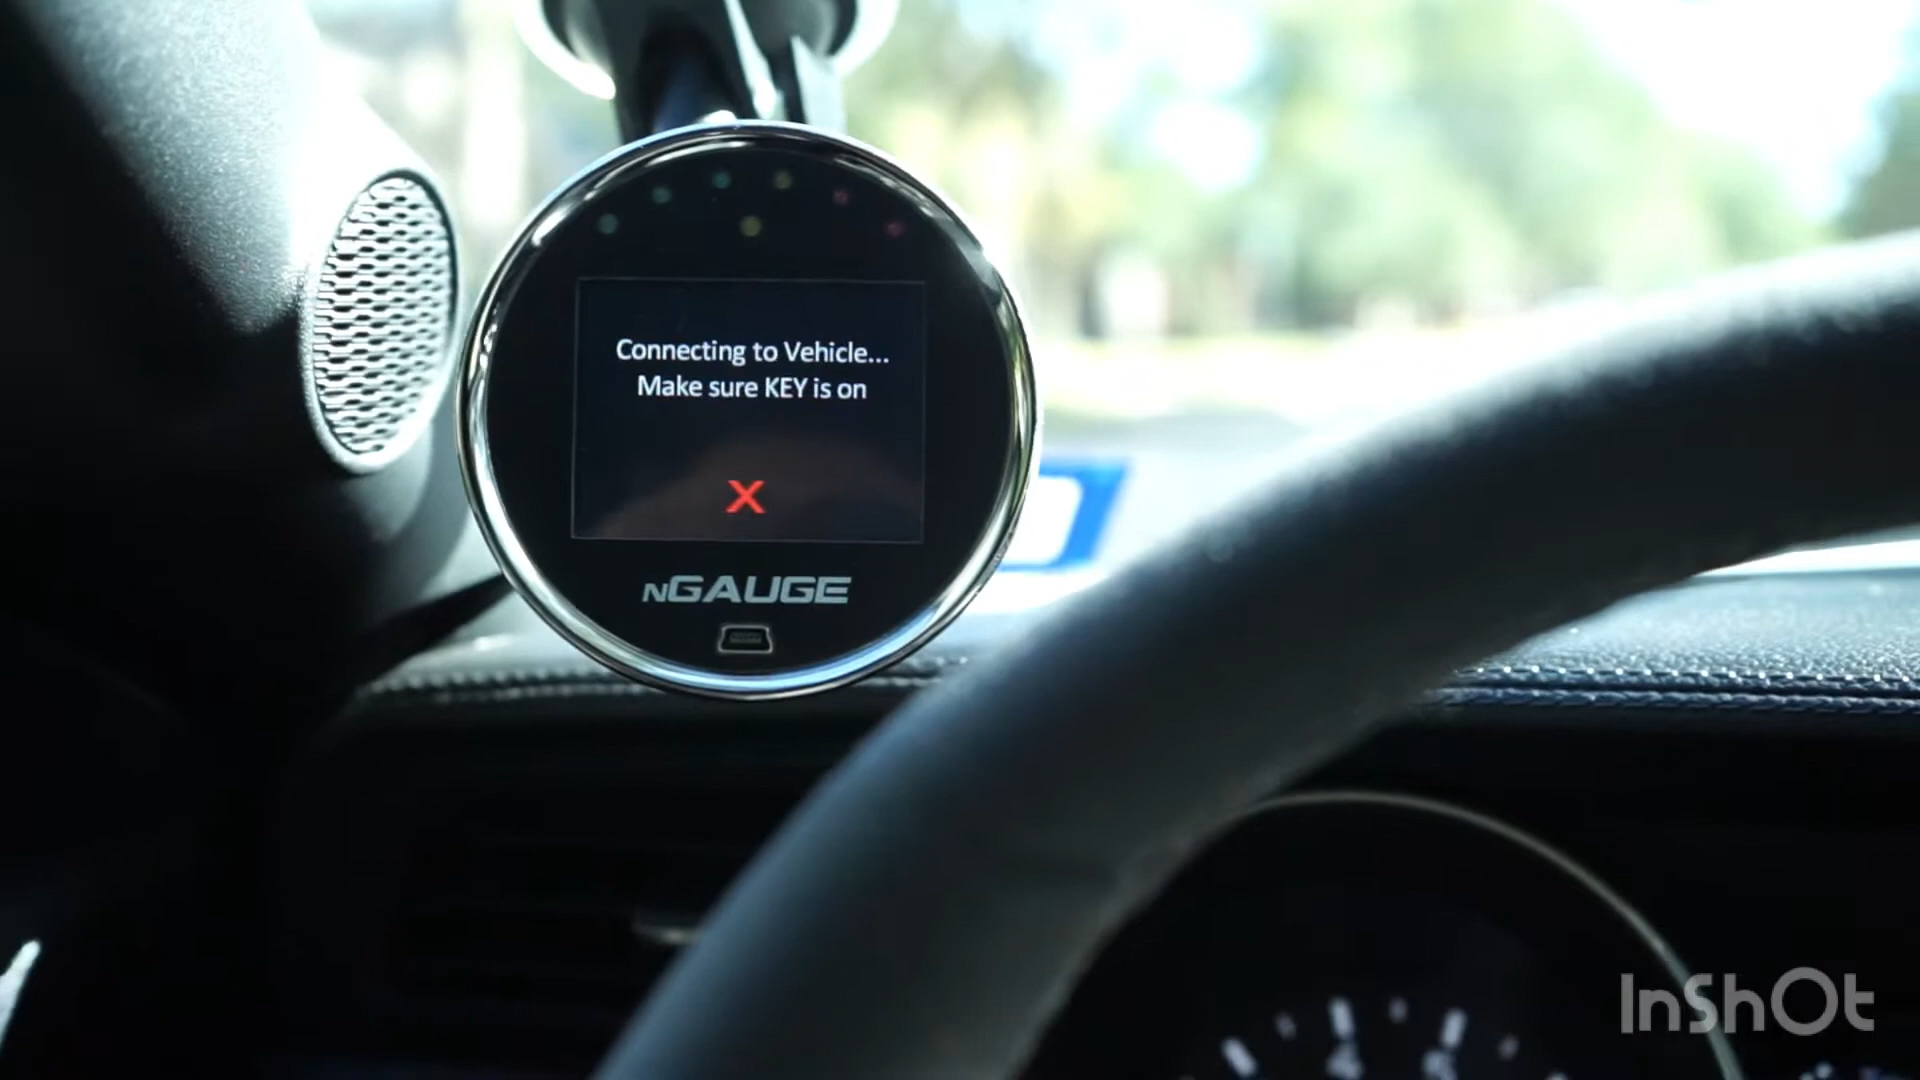 Connecting to Vehicle...
Make sure KEY is on
X
nGAUGE
InShOt